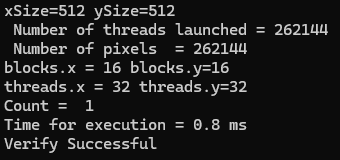 xSize=512 ySize=512
Number of threads launched = 262144
Number of pixels  = 262144
blocks.x = 16 blocks.y=16
threads.x = 32 threads.y=32
Count =  1
Time for execution = 0.8 ms
Verify Successful